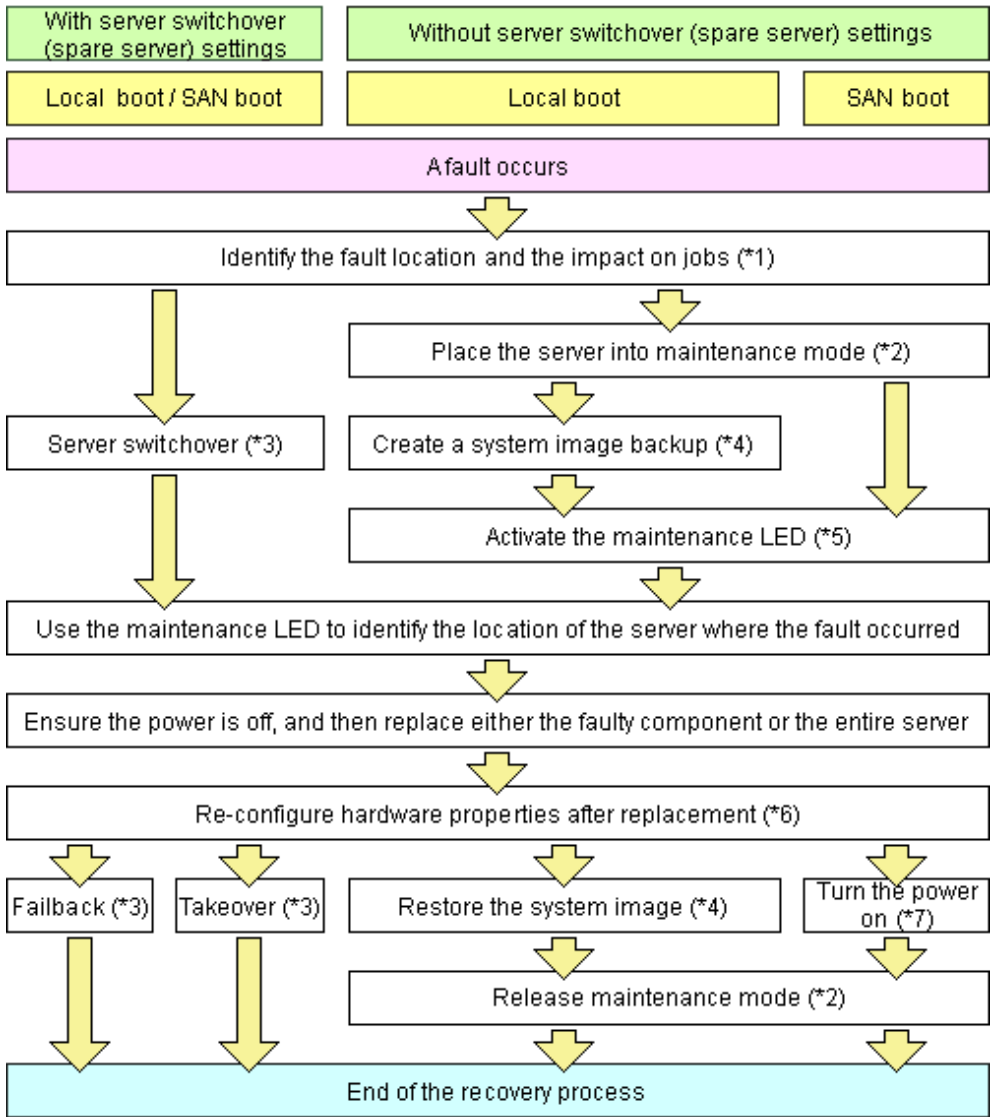 With server switchover
(spare server) settings
Without server switchover (spare server) settings
Local boot / SAN boot
Local boot
SAN boot
A fault occurs
Identify the fault location and the impact on jobs (*1)
Place the server into maintenance mode (*2)
Server switchover (*3)
Create a system image backup (*4)
Activate the maintenance LED (*5)
Use the maintenance LED to identify the location of the server where the fault occurred
Ensure the power is off, and then replace either the faulty component or the entire server
Re-configure hardware properties after replacement (*6)
Failback (*3)
Takeover (*3)
Restore the system image (*4)
Turn the power
on (*7)
Release maintenance mode (*2)
End of the recovery process